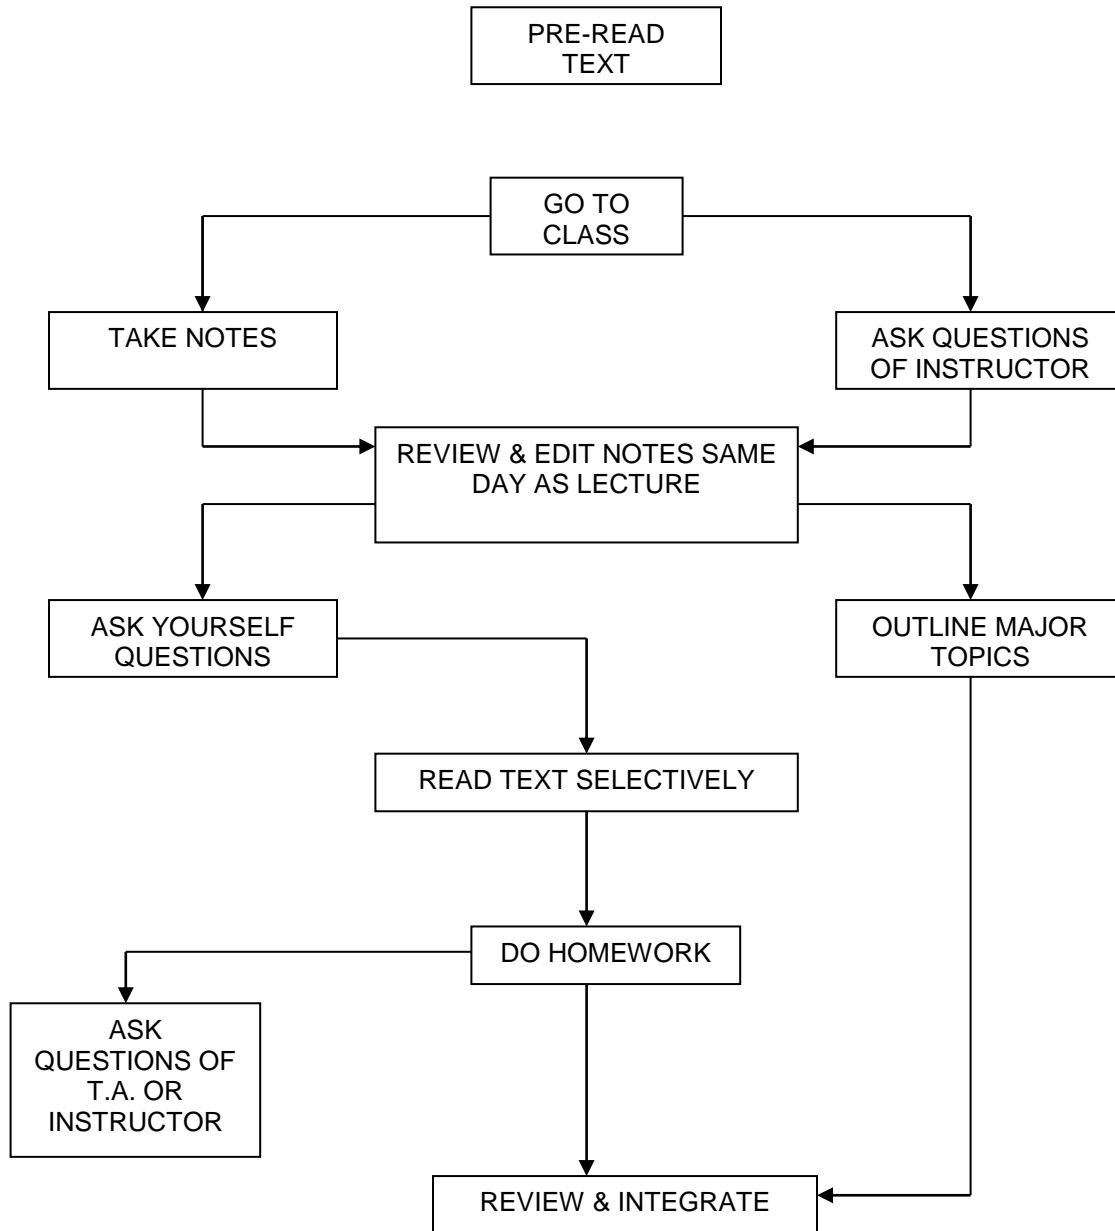 PRE-READ
TEXT
GO TO
CLASS
TAKE NOTES
ASK QUESTIONS
OF INSTRUCTOR
REVIEW & EDIT NOTES SAME
DAY AS LECTURE
ASK YOURSELF
QUESTIONS
OUTLINE MAJOR
TOPICS
READ TEXT SELECTIVELY
DO HOMEWORK
ASK
QUESTIONS OF
T.A. OR
INSTRUCTOR
REVIEW & INTEGRATE